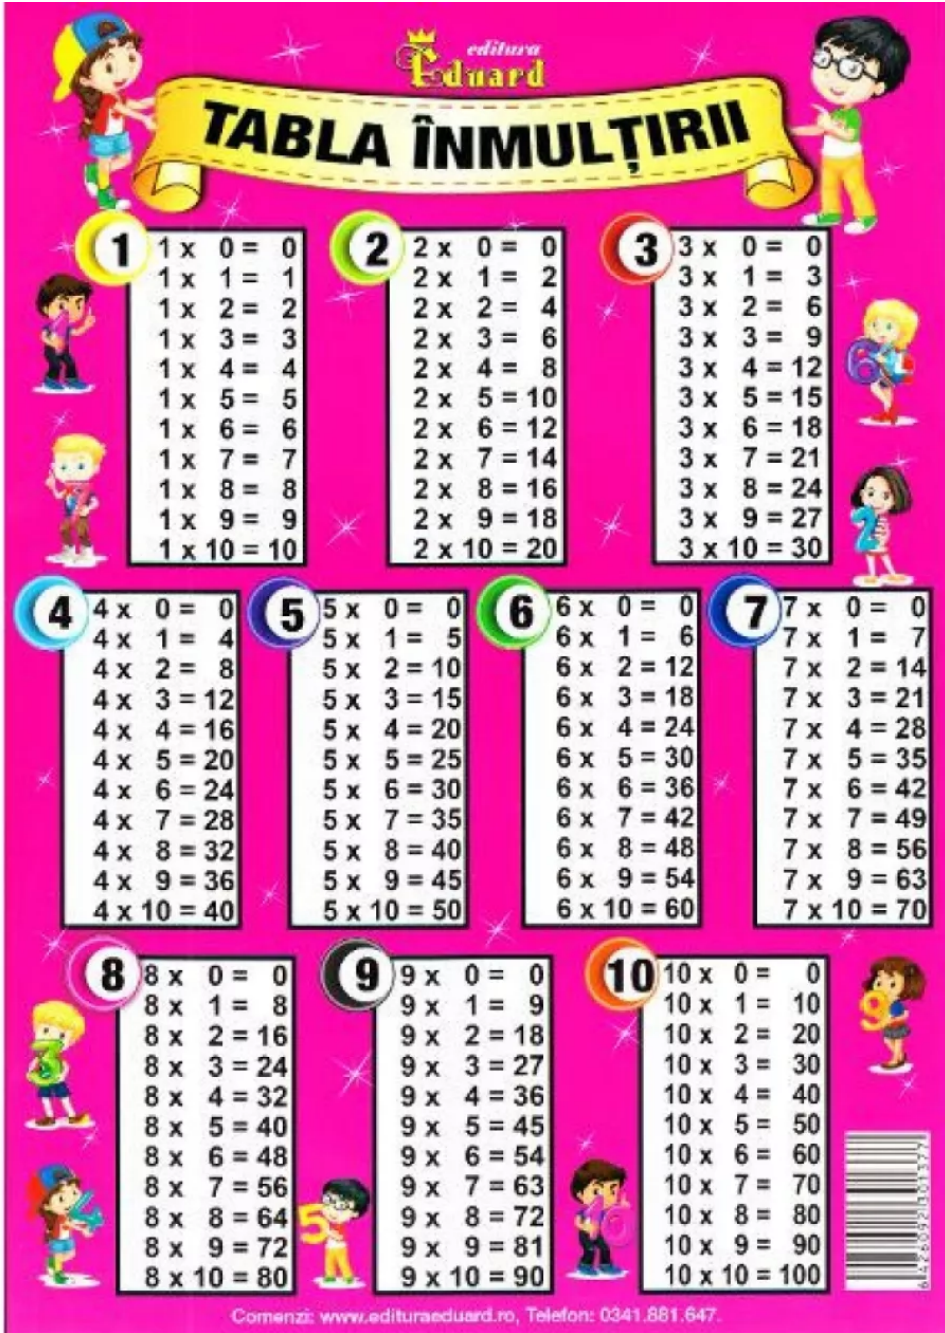 editura
Eduard
TABLA ÎNMULȚIRII
1
1 x 0 = 0
1 x 1 = 1
1 x 2 = 2
1 x 3 = 3
1 x 4 = 4
1 x 5 = 5
1 x 6 = 6
1 x 7 = 7
1 x 8 = 8
1 x 9 = 9
1 x 10 = 10
2
2 x 0 = 0
2 x 1 = 2
2 x 2 = 4
2 x 3 = 6
2 x 4 = 8
2 x 5 = 10
2 x 6 = 12
2 x 7 = 14
2 x 8 = 16
2 x 9 = 18
2 x 10 = 20
3
3 x 0 = 0
3 x 1 = 3
3 x 2 = 6
3 x 3 = 9
3 x 4 = 12
3 x 5 = 15
3 x 6 = 18
3 x 7 = 21
3 x 8 = 24
3 x 9 = 27
3 x 10 = 30
6
2
4
4 x 0 = 0
4 x 1 = 4
4 x 2 = 8
4 x 3 = 12
4 x 4 = 16
4 x 5 = 20
4 x 6 = 24
4 x 7 = 28
4 x 8 = 32
4 x 9 = 36
4 x 10 = 40
5
5 x 0 = 0
5 x 1 = 5
5 x 2 = 10
5 x 3 = 15
5 x 4 = 20
5 x 5 = 25
5 x 6 = 30
5 x 7 = 35
5 x 8 = 40
5 x 9 = 45
5 x 10 = 50
6
6 x 0 = 0
6 x 1 = 6
6 x 2 = 12
6 x 3 = 18
6 x 4 = 24
6 x 5 = 30
6 x 6 = 36
6 x 7 = 42
6 x 8 = 48
6 x 9 = 54
6 x 10 = 60
7
7 x 0 = 0
7 x 1 = 7
7 x 2 = 14
7 x 3 = 21
7 x 4 = 28
7 x 5 = 35
7 x 6 = 42
7 x 7 = 49
7 x 8 = 56
7 x 9 = 63
7 x 10 = 70
8
8 x 0 = 0
8 x 1 = 8
8 x 2 = 16
8 x 3 = 24
8 x 4 = 32
8 x 5 = 40
8 x 6 = 48
8 x 7 = 56
8 x 8 = 64
8 x 9 = 72
8 x 10 = 80
9
9 x 0 = 0
9 x 1 = 9
9 x 2 = 18
9 x 3 = 27
9 x 4 = 36
9 x 5 = 45
9 x 6 = 54
9 x 7 = 63
9 x 8 = 72
9 x 9 = 81
9 x 10 = 90
10
10 x 0 = 0
10 x 1 = 10
10 x 2 = 20
10 x 3 = 30
10 x 4 = 40
10 x 5 = 50
10 x 6 = 60
10 x 7 = 70
10 x 8 = 80
10 x 9 = 90
10 x 10 = 100
3
4
5
9
6426092301377
Comenzi: www.edituraeduard.ro, Telefon: 0341.881.647.